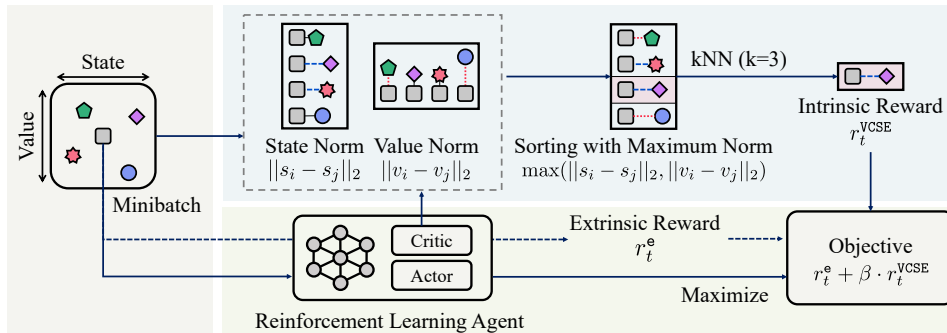 State
Value
Minibatch
State Norm
||s_i − s_j||_2
Value Norm
||v_i − v_j||_2
Sorting with Maximum Norm
max(||s_i − s_j||_2, ||v_i − v_j||_2)
kNN (k=3)
Intrinsic Reward
r_t^VCSE
Critic
Actor
Reinforcement Learning Agent
Extrinsic Reward
r_t^e
Maximize
Objective
r_t^e + β · r_t^VCSE